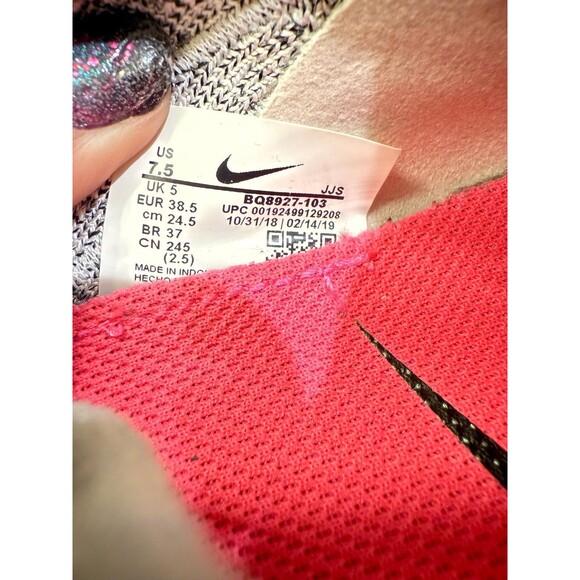 US
7.5
UK 5
EUR 38.5
cm 24.5
BR 37
CN 245
(2.5)
MADE IN
HECHO
JJS
BQ8927-103
UPC 00192499129208
10/31/18 | 02/14/19